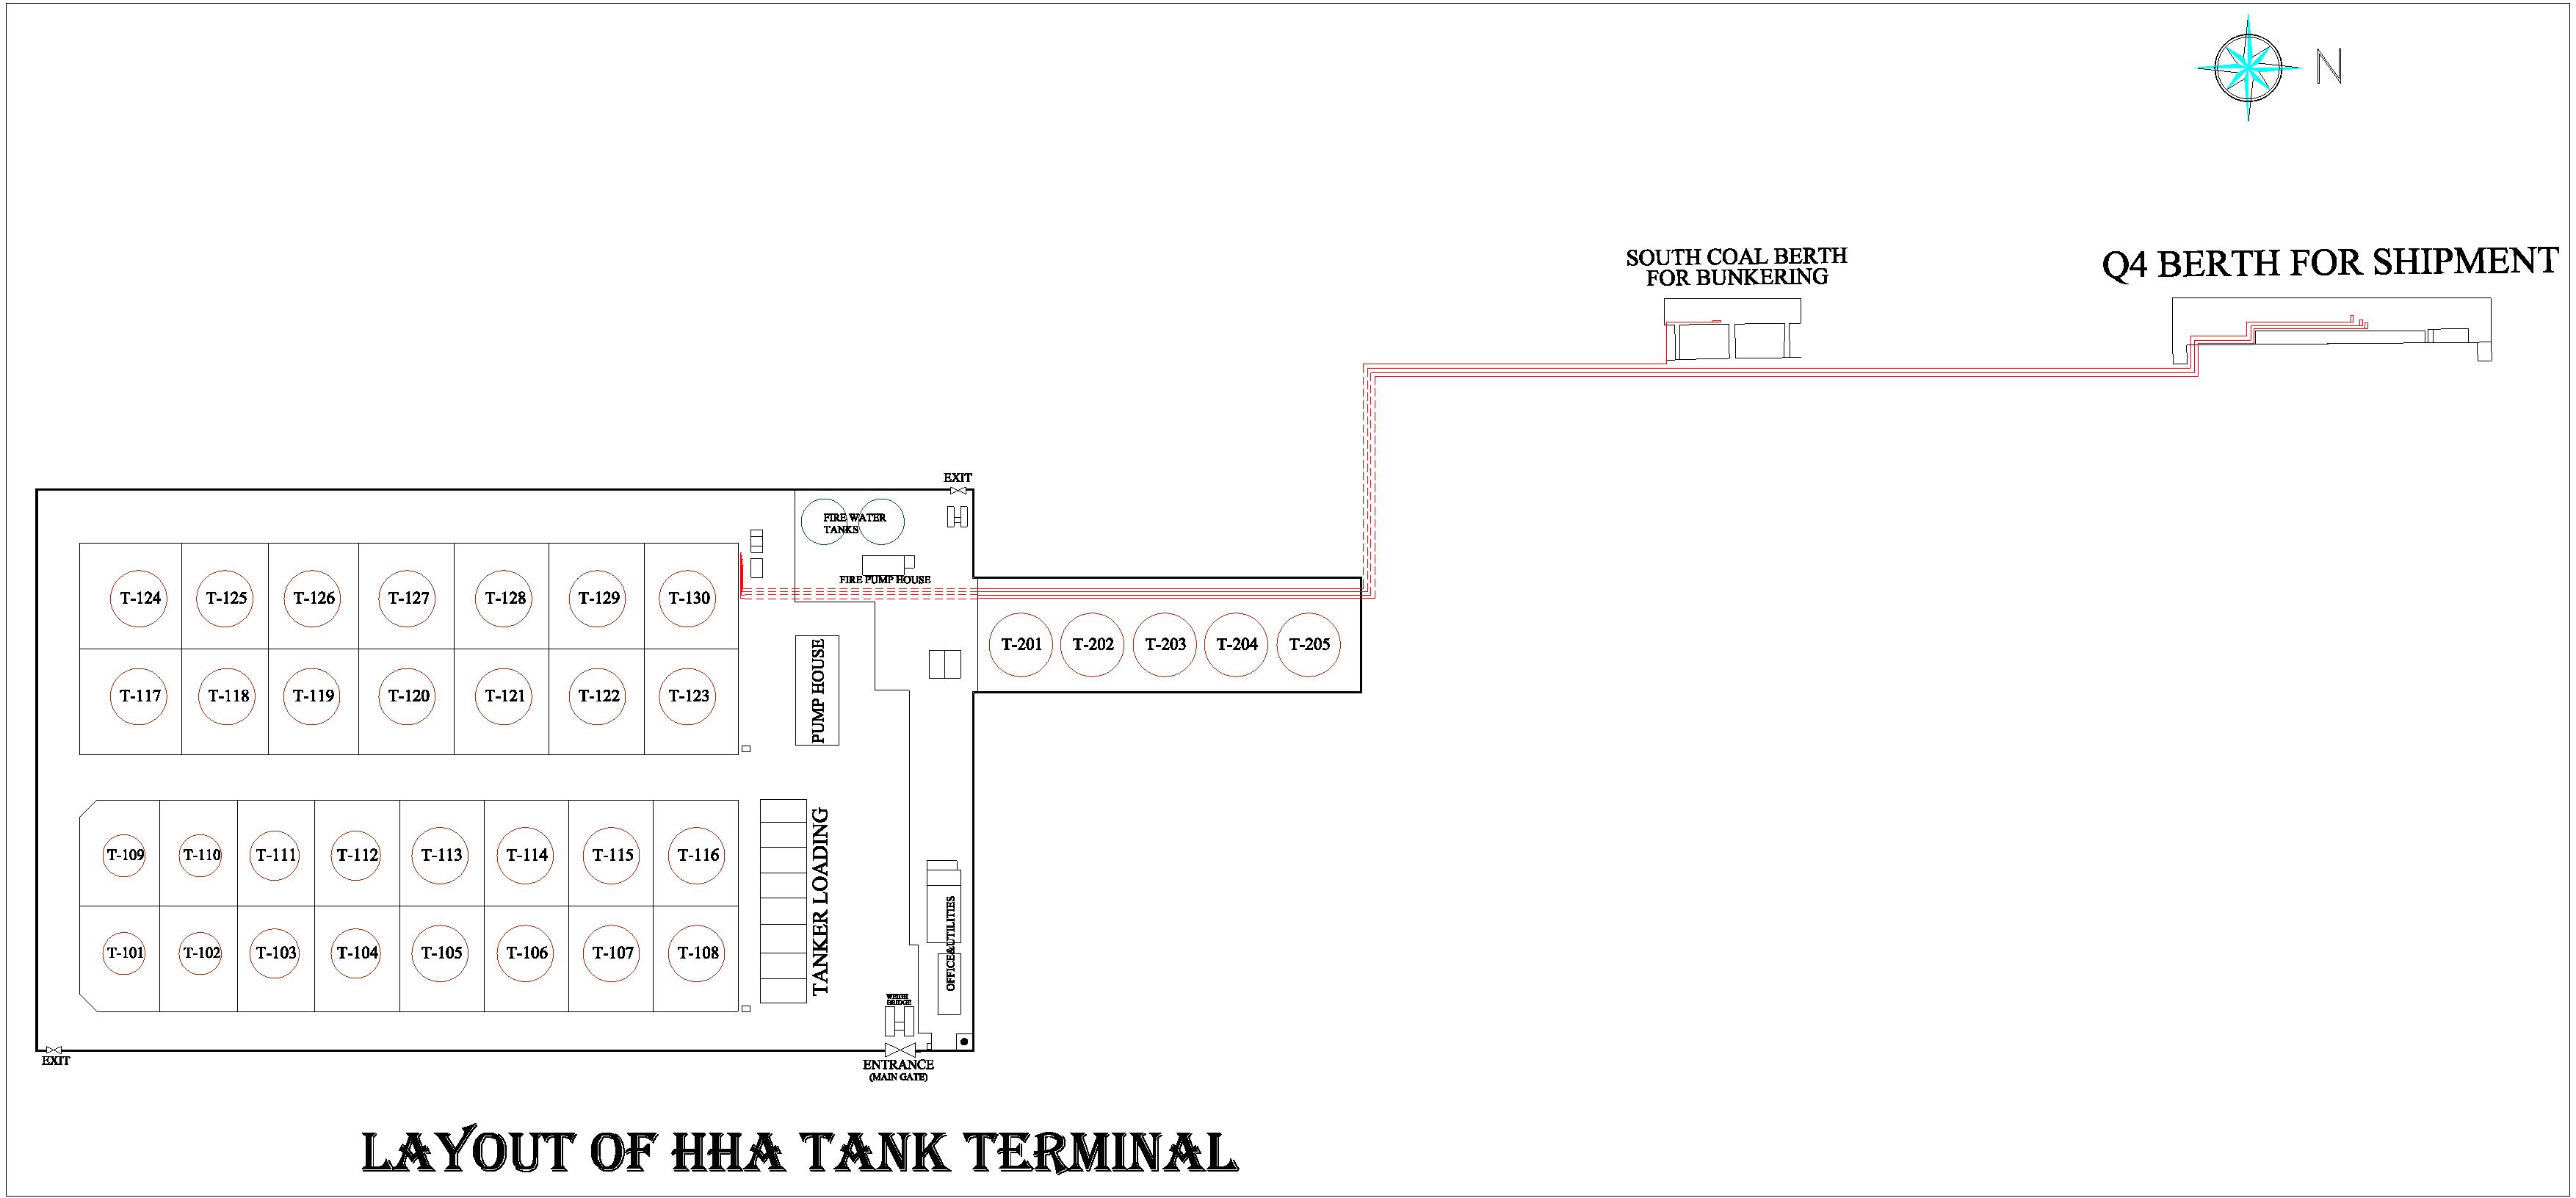 N
SOUTH COAL BERTH
FOR BUNKERING
Q4 BERTH FOR SHIPMENT
EXIT
FIRE WATER
TANKS
FIRE PUMP HOUSE
T-124 T-125 T-126 T-127 T-128 T-129 T-130
T-201 T-202 T-203 T-204 T-205
T-117 T-118 T-119 T-120 T-121 T-122 T-123
PUMP HOUSE
T-109 T-110 T-111 T-112 T-113 T-114 T-115 T-116
TANKER LOADING
T-101 T-102 T-103 T-104 T-105 T-106 T-107 T-108
OFFICE&UTILITIES
WEIGH
BRIDGE
EXIT
ENTRANCE
(MAIN GATE)
LAYOUT OF HHA TANK TERMINAL